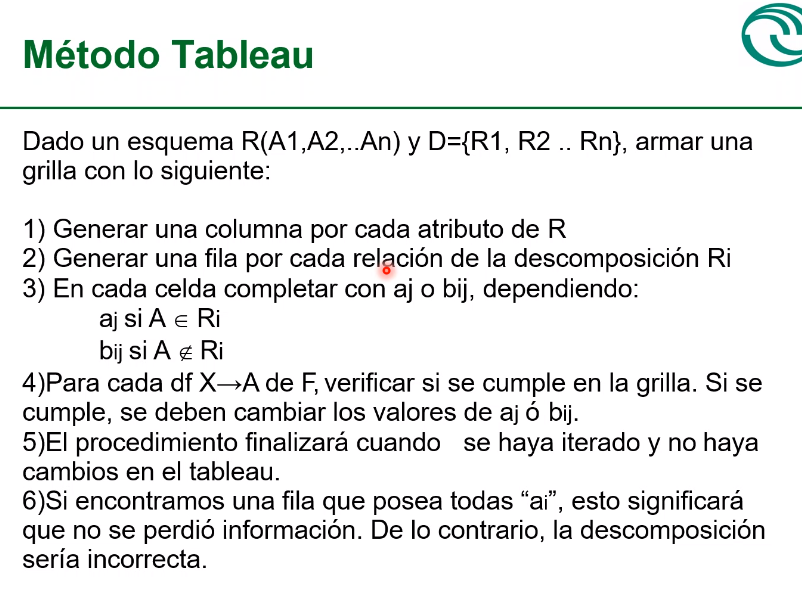 Método Tableau
Dado un esquema R(A1,A2,..An) y D={R1, R2 .. Rn}, armar una
grilla con lo siguiente:
1) Generar una columna por cada atributo de R
2) Generar una fila por cada relación de la descomposición Ri
3) En cada celda completar con aj o bij, dependiendo:
aj si A ∈ Ri
bij si A ∉ Ri
4)Para cada df X→A de F, verificar si se cumple en la grilla. Si se
cumple, se deben cambiar los valores de aj ó bij.
5)El procedimiento finalizará cuando se haya iterado y no haya
cambios en el tableau.
6)Si encontramos una fila que posea todas “ai”, esto significará
que no se perdió información. De lo contrario, la descomposición
sería incorrecta.